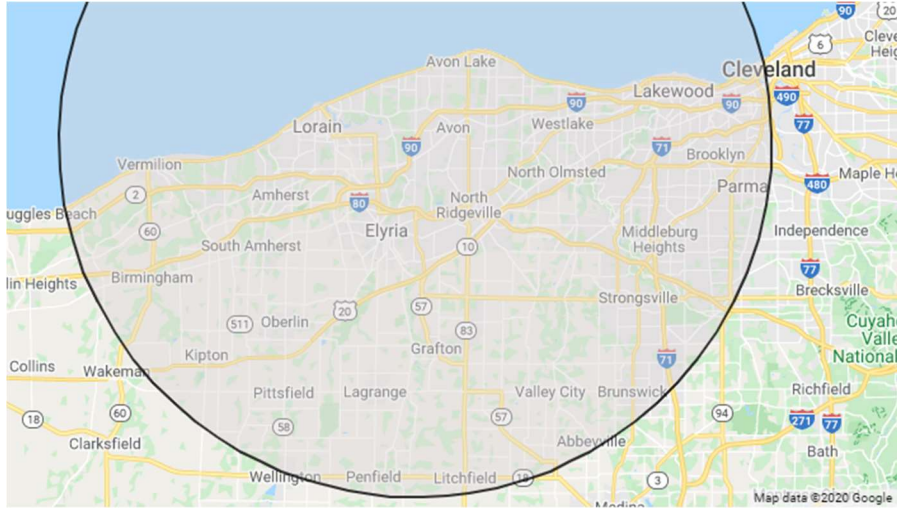 90
20
6
Cleve
Heig
Avon Lake
Cleveland
90
Lakewood
90
490
Lorain
Avon
Westlake
77
90
71
Vermilion
North Olmsted
Brooklyn
Maple He
2
Amherst
80
North
Ridgeville
Parma
480
uggles Beach
60
South Amherst
Elyria
10
Middleburg
Heights
Independence
77
lin Heights
Birmingham
Strongsville
Brecksville
57
20
511
Oberlin
83
Cuyah
Valle
National
Grafton
Kipton
71
Collins
Wakeman
Pittsfield
Lagrange
Valley City
Brunswick
Richfield
18
60
58
57
94
271
77
Clarksfield
Abbeyville
Bath
Wellington
Penfield
Litchfield
18
3
Medina
Map data ©2020 Google